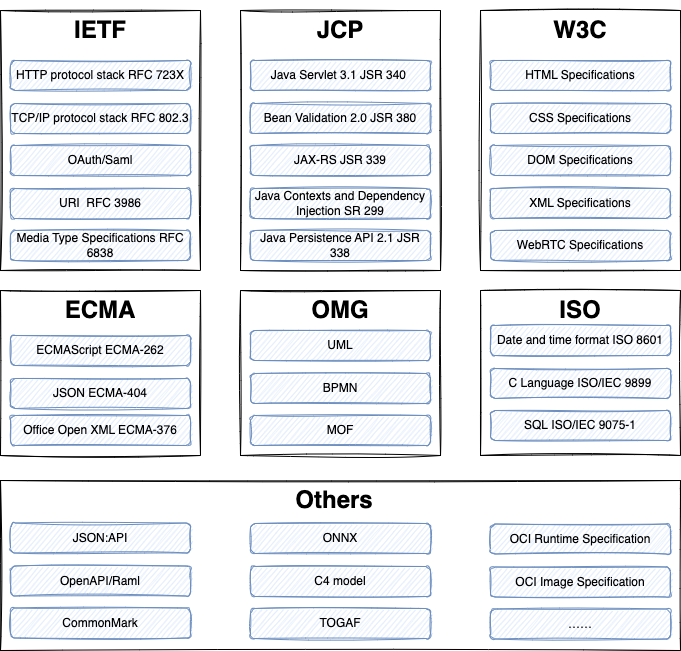 IETF
HTTP protocol stack RFC 723X
TCP/IP protocol stack RFC 802.3
OAuth/Saml
URI  RFC 3986
Media Type Specifications RFC
6838
JCP
Java Servlet 3.1 JSR 340
Bean Validation 2.0 JSR 380
JAX-RS JSR 339
Java Contexts and Dependency
Injection SR 299
Java Persistence API 2.1 JSR
338
W3C
HTML Specifications
CSS Specifications
DOM Specifications
XML Specifications
WebRTC Specifications
ECMA
ECMAScript ECMA-262
JSON ECMA-404
Office Open XML ECMA-376
OMG
UML
BPMN
MOF
ISO
Date and time format ISO 8601
C Language ISO/IEC 9899
SQL ISO/IEC 9075-1
Others
JSON:API
OpenAPI/Raml
CommonMark
ONNX
C4 model
TOGAF
OCI Runtime Specification
OCI Image Specification
......